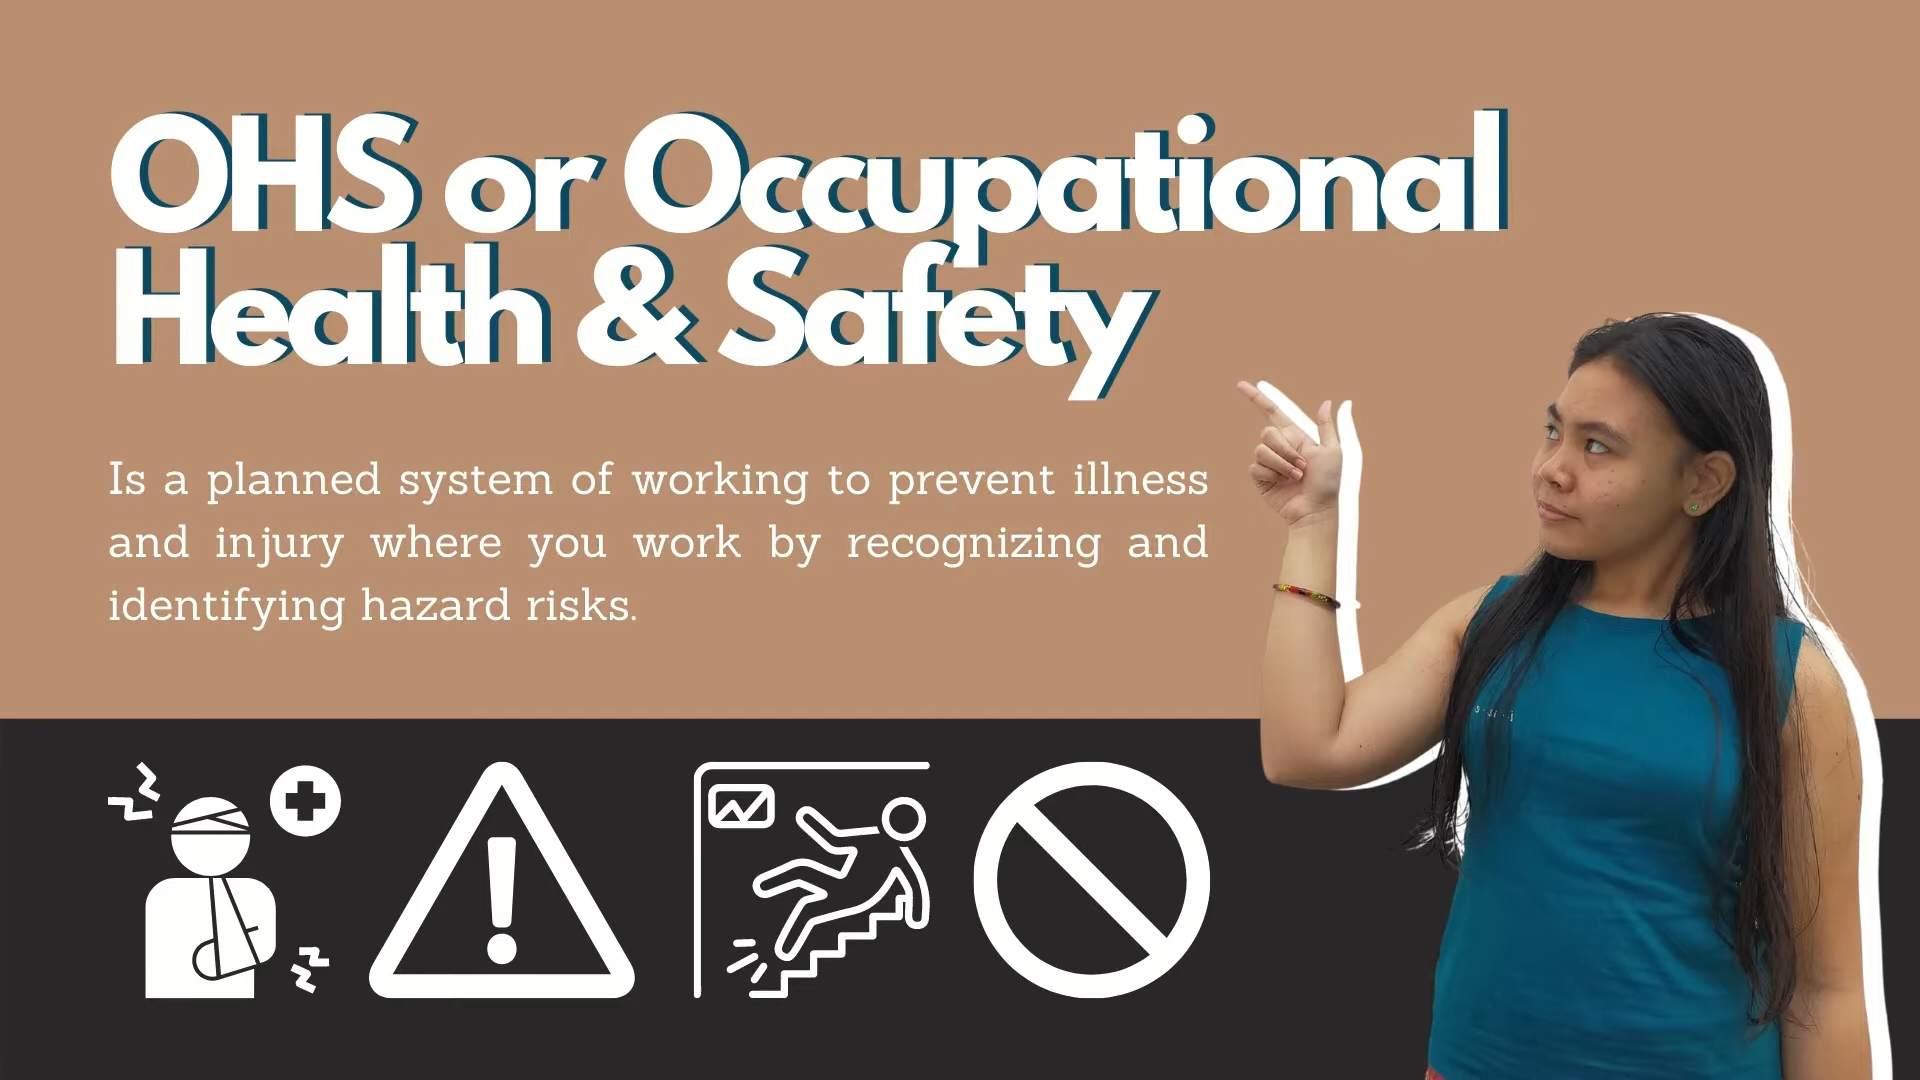 OHS or Occupational
Health & Safety
Is a planned system of working to prevent illness
and injury where you work by recognizing and
identifying hazard risks.